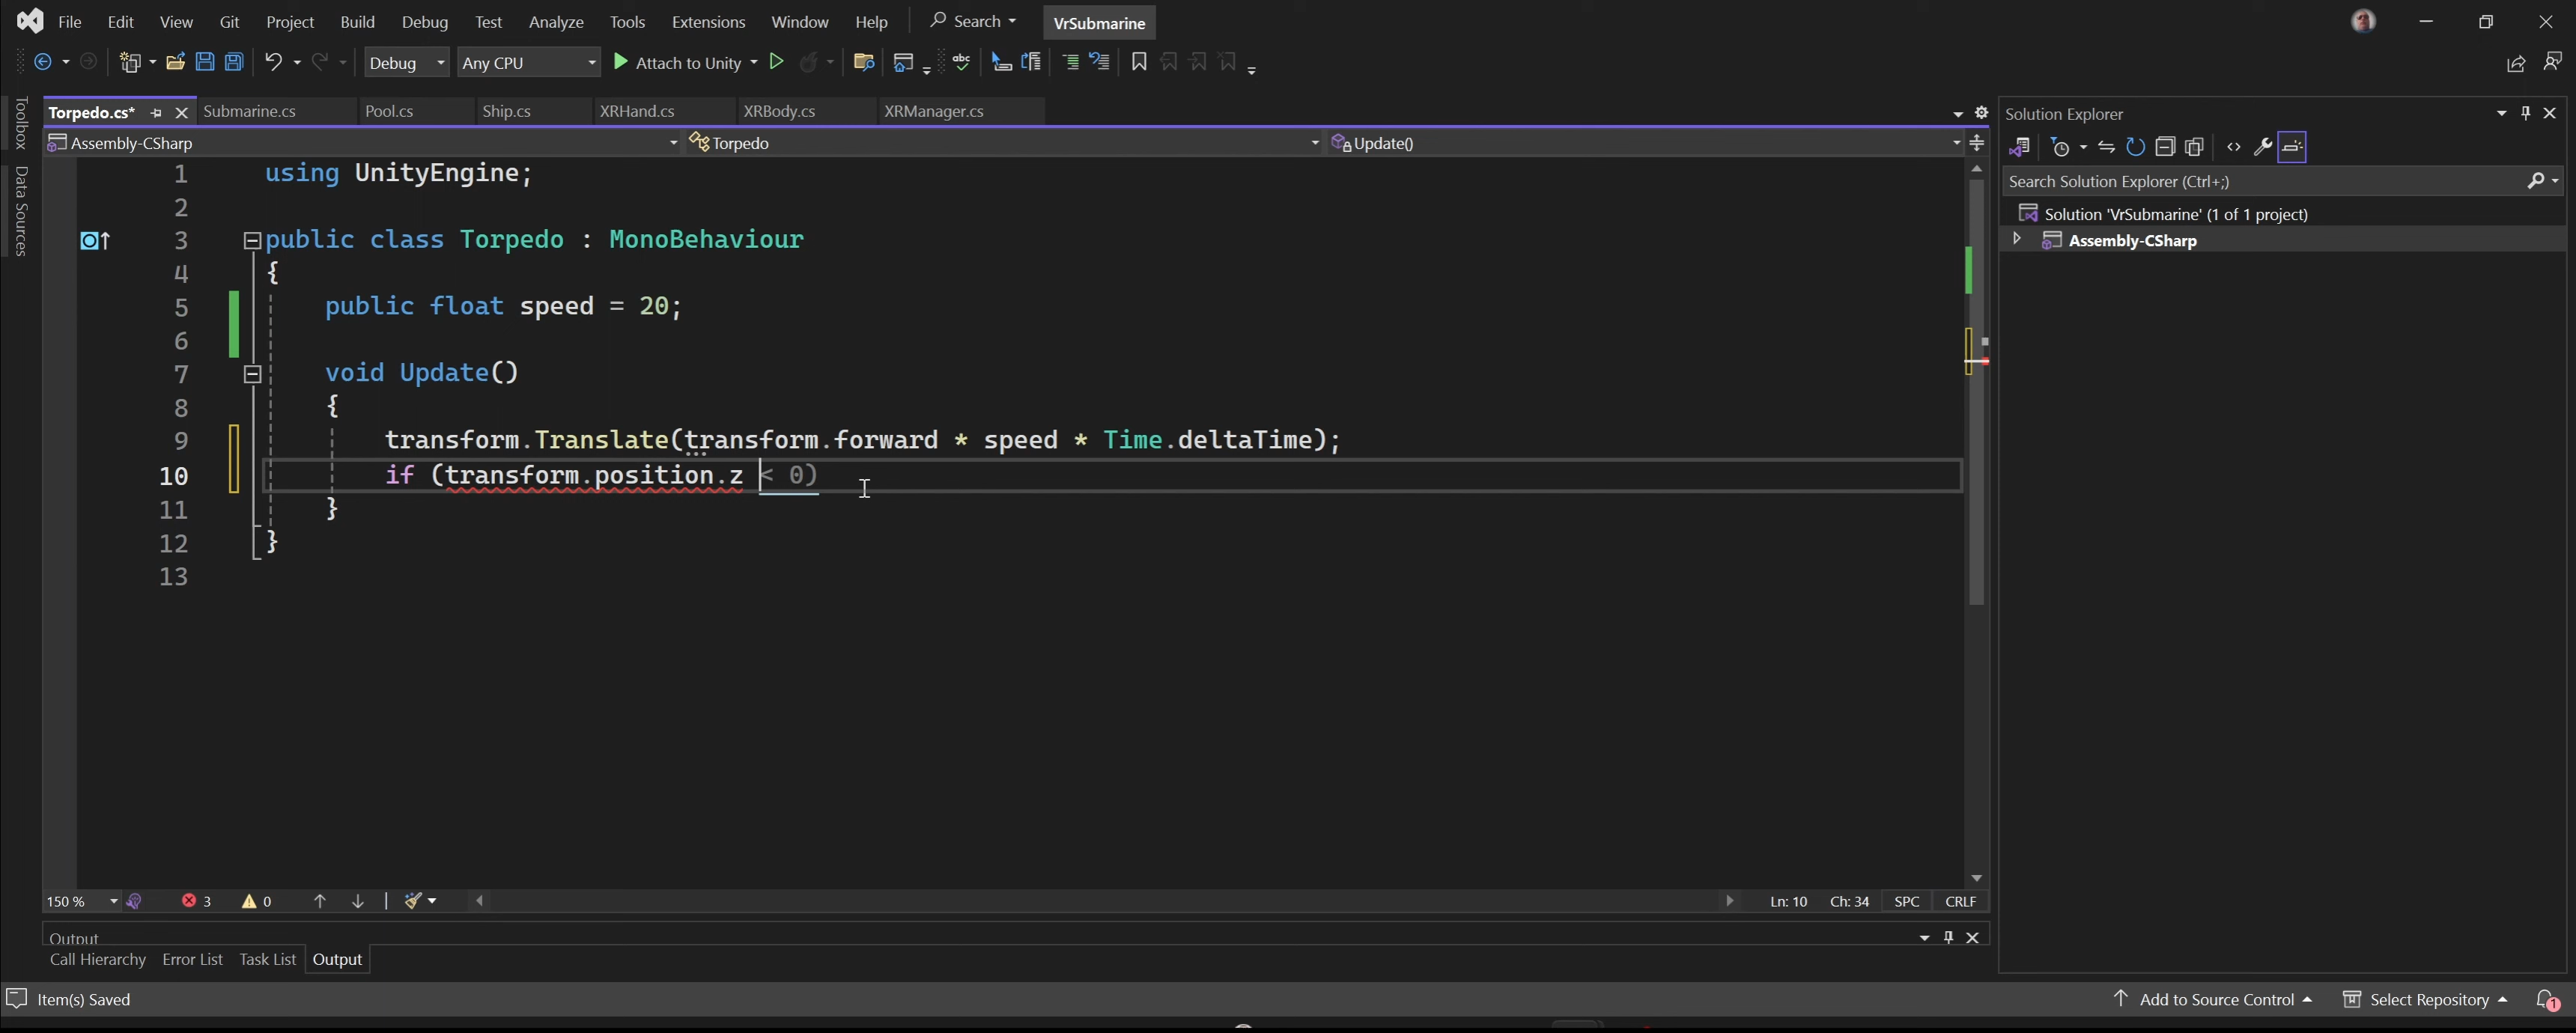 File Edit View Git Project Build Debug Test Analyze Tools Extensions Window Help Search VrSubmarine
Debug Any CPU Attach to Unity
Toolbox
Data Sources
Torpedo.cs* Submarine.cs Pool.cs Ship.cs XRHand.cs XRBody.cs XRManager.cs
Assembly-CSharp Torpedo Update()
1 using UnityEngine;
2
3 public class Torpedo : MonoBehaviour
4 {
5 public float speed = 20;
6
7 void Update()
8 {
9 transform.Translate(transform.forward * speed * Time.deltaTime);
10 if (transform.position.z < 0)
11 }
12 }
13
150 % 3 0 Ln: 10 Ch: 34 SPC CRLF
Output
Call Hierarchy Error List Task List Output
Solution Explorer
Search Solution Explorer (Ctrl+;)
Solution 'VrSubmarine' (1 of 1 project)
Assembly-CSharp
Item(s) Saved Add to Source Control Select Repository 1